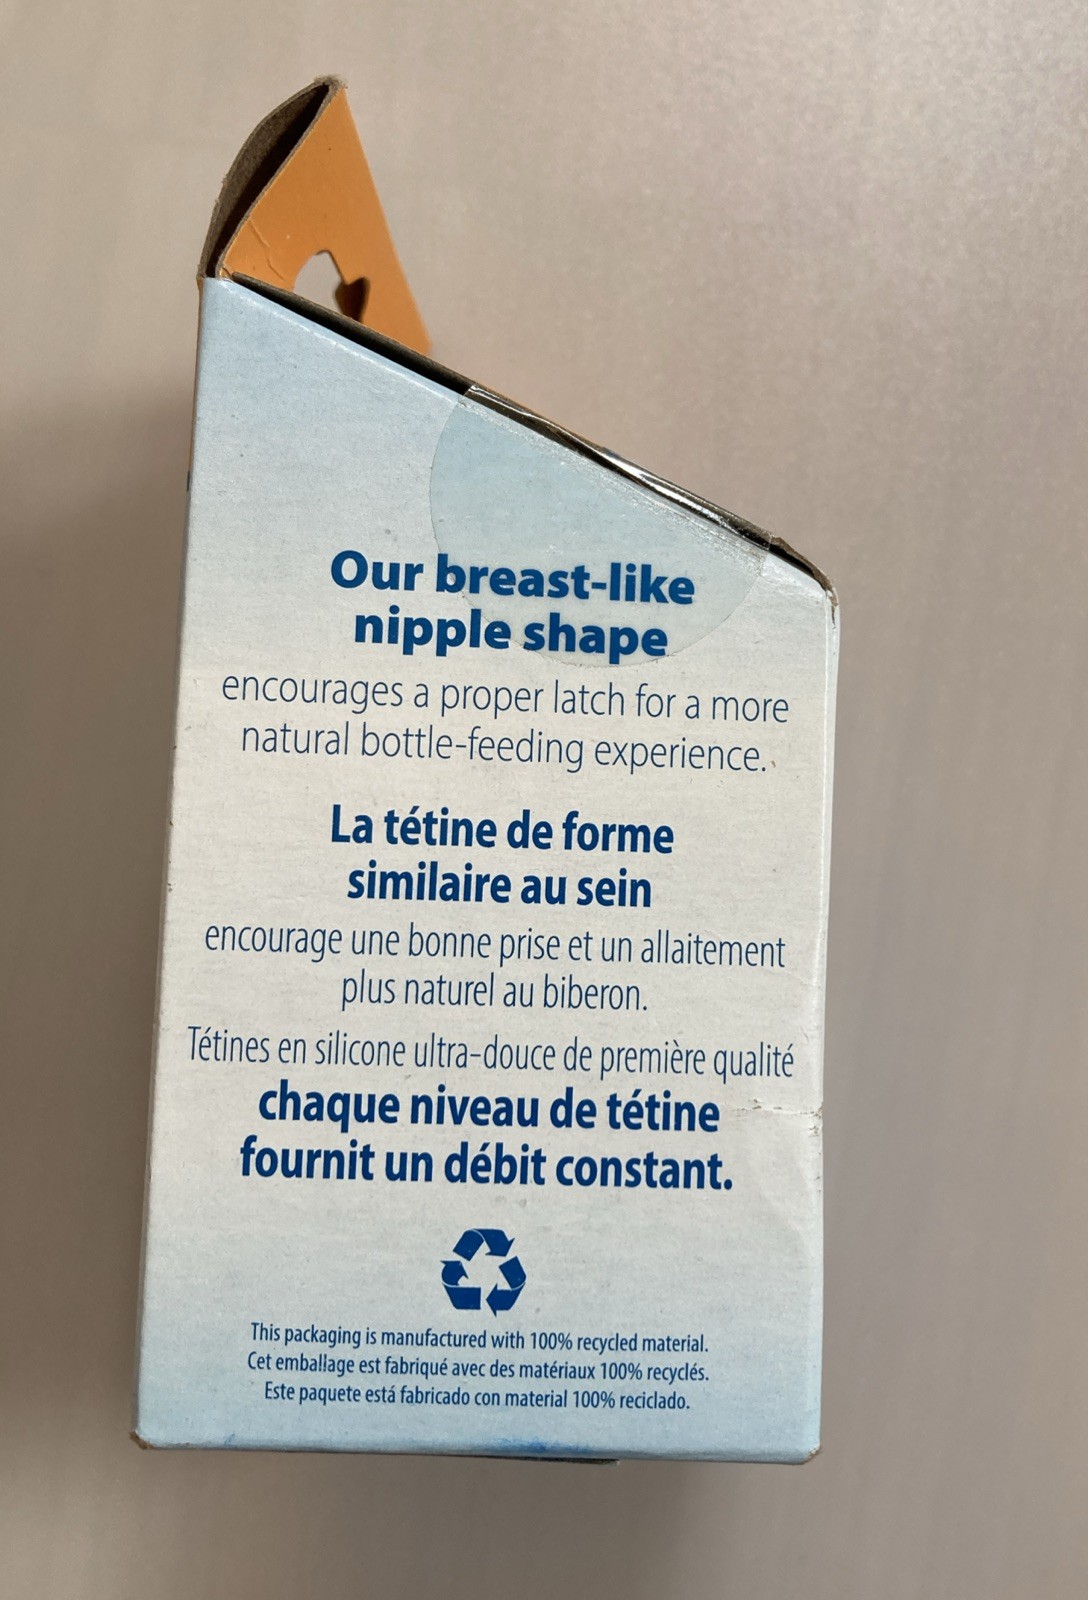 Our breast-like
nipple shape
encourages a proper latch for a more
natural bottle-feeding experience.
La tétine de forme
similaire au sein
encourage une bonne prise et un allaitement
plus naturel au biberon.
Tétines en silicone ultra-douce de première qualité
chaque niveau de tétine
fournit un débit constant.
This packaging is manufactured with 100% recycled material.
Cet emballage est fabriqué avec des matériaux 100% recyclés.
Este paquete está fabricado con material 100% reciclado.